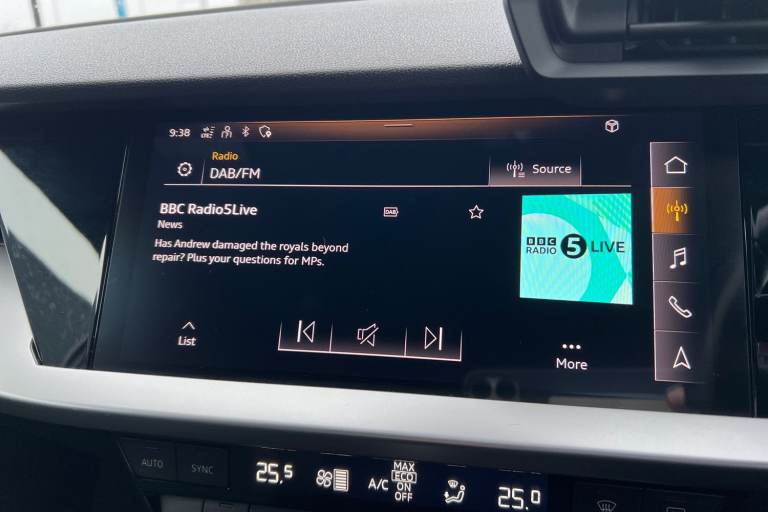 9:38
Radio
DAB/FM
Source
BBC Radio5Live
DAB
News
Has Andrew damaged the royals beyond
repair? Plus your questions for MPs.
BBC
RADIO 5 LIVE
List
More
AUTO
SYNC
25.5
A/C
MAX
ECO
ON
OFF
25.0